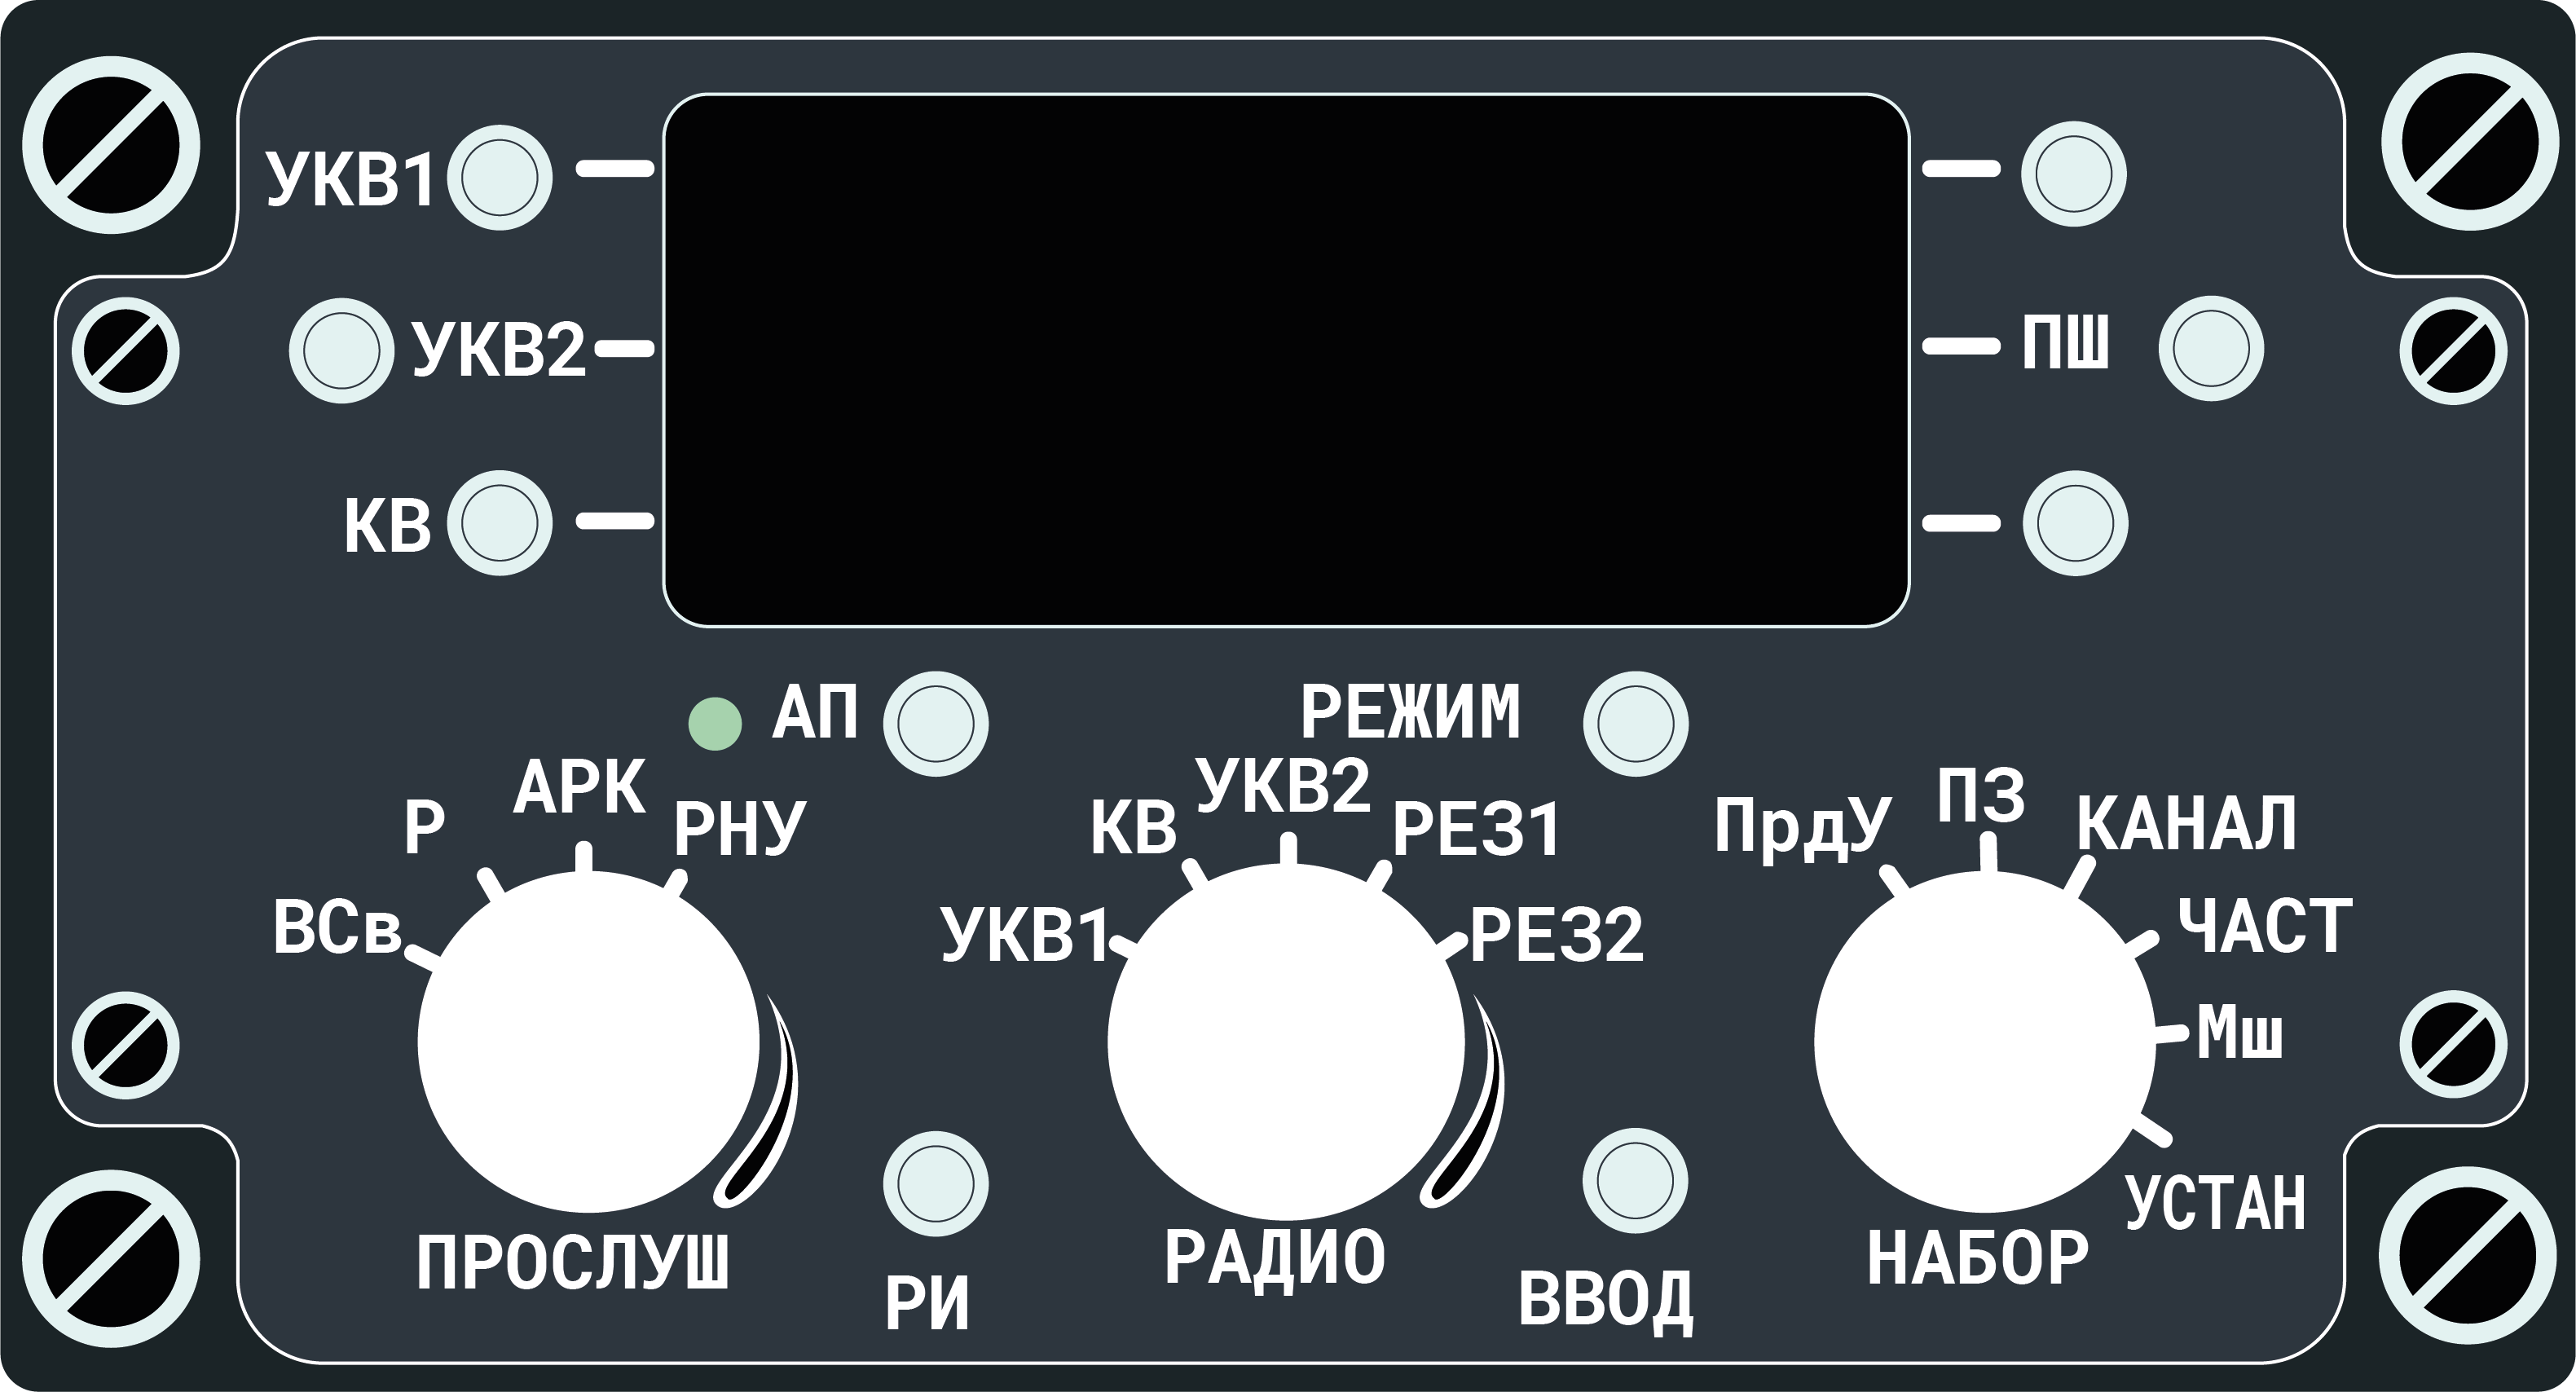 УКВ1
УКВ2
ПШ
КВ
АП
РЕЖИМ
ВСв
Р
АРК
РНУ
УКВ1
КВ
УКВ2
РЕЗ1
РЕЗ2
ПрдУ
ПЗ
КАНАЛ
ЧАСТ
Мш
УСТАН
ПРОСЛУШ
РИ
РАДИО
ВВОД
НАБОР